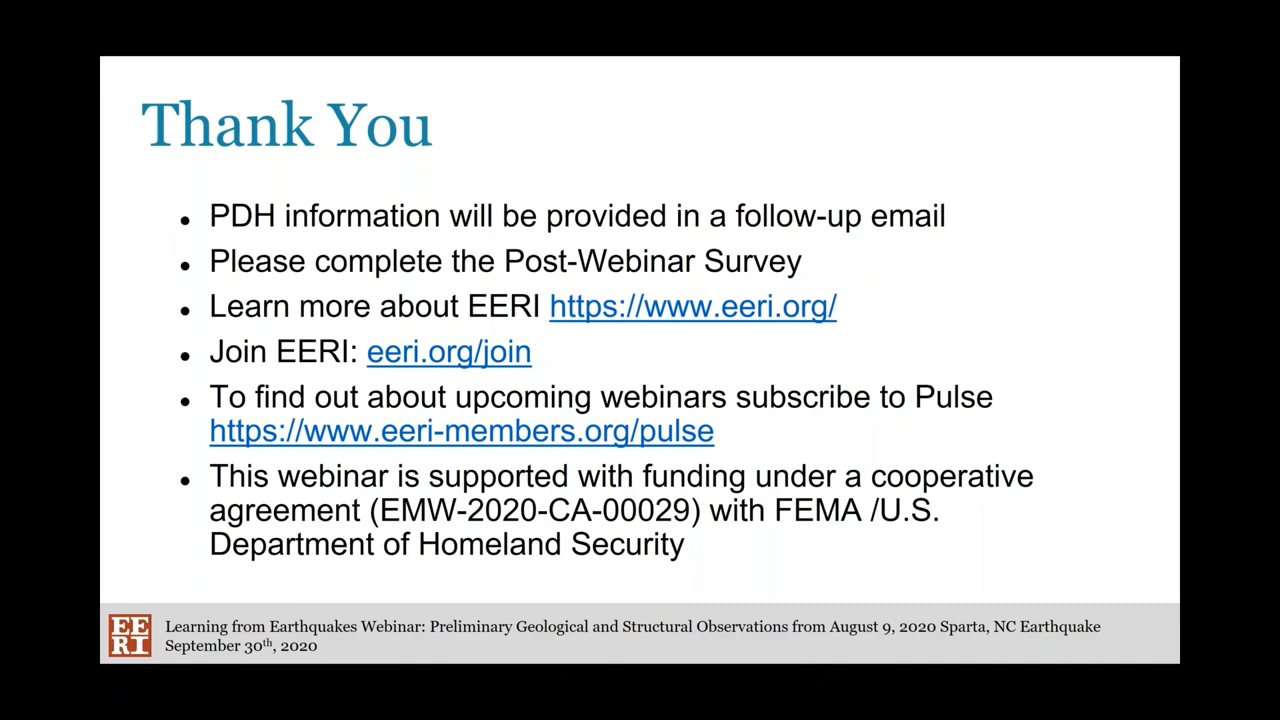 Thank You
• PDH information will be provided in a follow-up email
• Please complete the Post-Webinar Survey
• Learn more about EERI https://www.eeri.org/
• Join EERI: eeri.org/join
• To find out about upcoming webinars subscribe to Pulse
https://www.eeri-members.org/pulse
• This webinar is supported with funding under a cooperative
agreement (EMW-2020-CA-00029) with FEMA /U.S.
Department of Homeland Security
EE
RI
Learning from Earthquakes Webinar: Preliminary Geological and Structural Observations from August 9, 2020 Sparta, NC Earthquake
September 30th, 2020